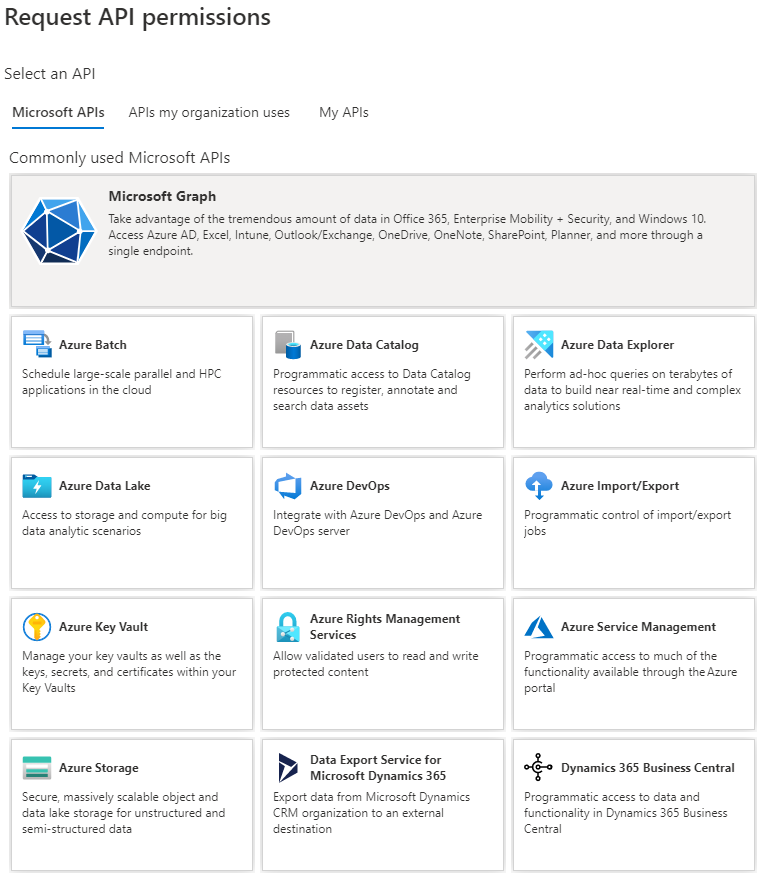 Request API permissions
Select an API
Microsoft APIs APIs my organization uses My APIs
Commonly used Microsoft APIs
Microsoft Graph
Take advantage of the tremendous amount of data in Office 365, Enterprise Mobility + Security, and Windows 10.
Access Azure AD, Excel, Intune, Outlook/Exchange, OneDrive, OneNote, SharePoint, Planner, and more through a
single endpoint.
Azure Batch
Schedule large-scale parallel and HPC
applications in the cloud
Azure Data Catalog
Programmatic access to Data Catalog
resources to register, annotate and
search data assets
Azure Data Explorer
Perform ad-hoc queries on terabytes of
data to build near real-time and complex
analytics solutions
Azure Data Lake
Access to storage and compute for big
data analytic scenarios
Azure DevOps
Integrate with Azure DevOps and Azure
DevOps server
Azure Import/Export
Programmatic control of import/export
jobs
Azure Key Vault
Manage your key vaults as well as the
keys, secrets, and certificates within your
Key Vaults
Azure Rights Management
Services
Allow validated users to read and write
protected content
Azure Service Management
Programmatic access to much of the
functionality available through the Azure
portal
Azure Storage
Secure, massively scalable object and
data lake storage for unstructured and
semi-structured data
Data Export Service for
Microsoft Dynamics 365
Export data from Microsoft Dynamics
CRM organization to an external
destination
Dynamics 365 Business Central
Programmatic access to data and
functionality in Dynamics 365 Business
Central